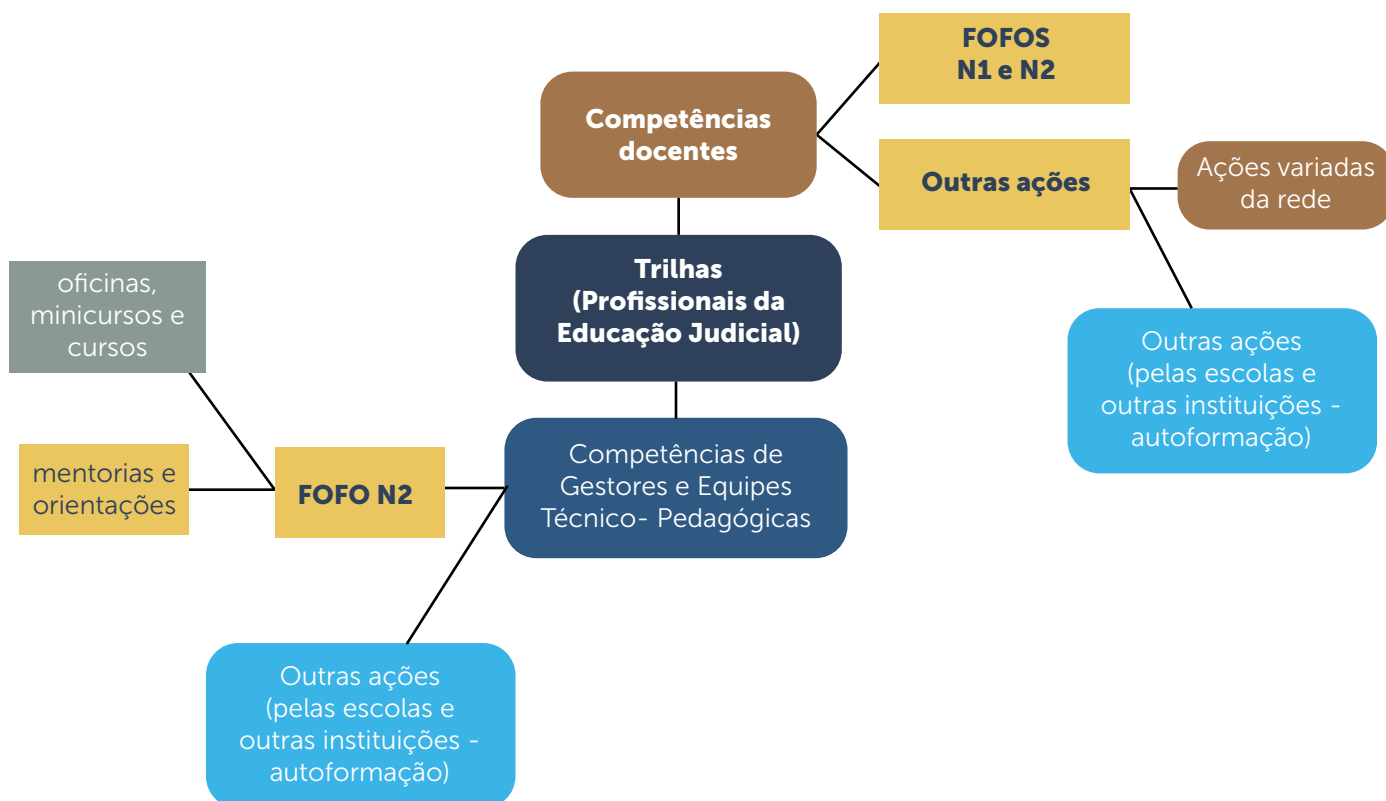 FOFOS
N1 e N2
Competências
docentes
Outras ações
Ações variadas
da rede
Trilhas
(Profissionais da
Educação Judicial)
oficinas,
minicursos e
cursos
Outras ações
(pelas escolas e
outras instituições -
autoformação)
Competências de
Gestores e Equipes
Técnico- Pedagógicas
mentorias e
orientações
FOFO N2
Outras ações
(pelas escolas e
outras instituições -
autoformação)